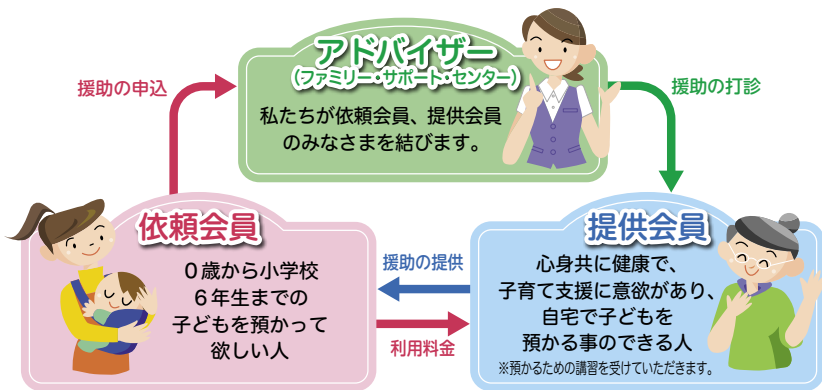 アドバイザー
（ファミリー・サポート・センター）
私たちが依頼会員、提供会員
のみなさまを結びます。
援助の申込
援助の打診
依頼会員
０歳から小学校
６年生までの
子どもを預かって
欲しい人
援助の提供
利用料金
提供会員
心身共に健康で、
子育て支援に意欲があり、
自宅で子どもを
預かる事のできる人
※預かるための講習を受けていただきます。